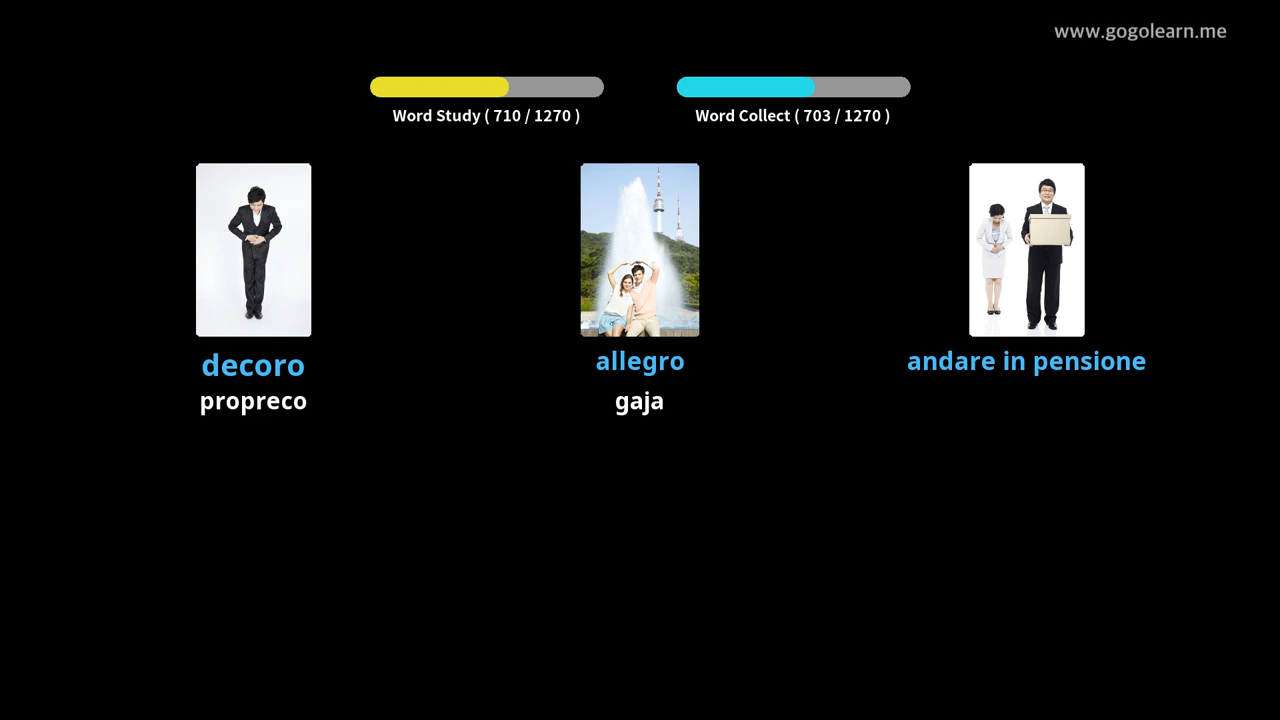 www.gogolearn.me
Word Study ( 710 / 1270 )
Word Collect ( 703 / 1270 )
decoro
propreco
allegro
gaja
andare in pensione